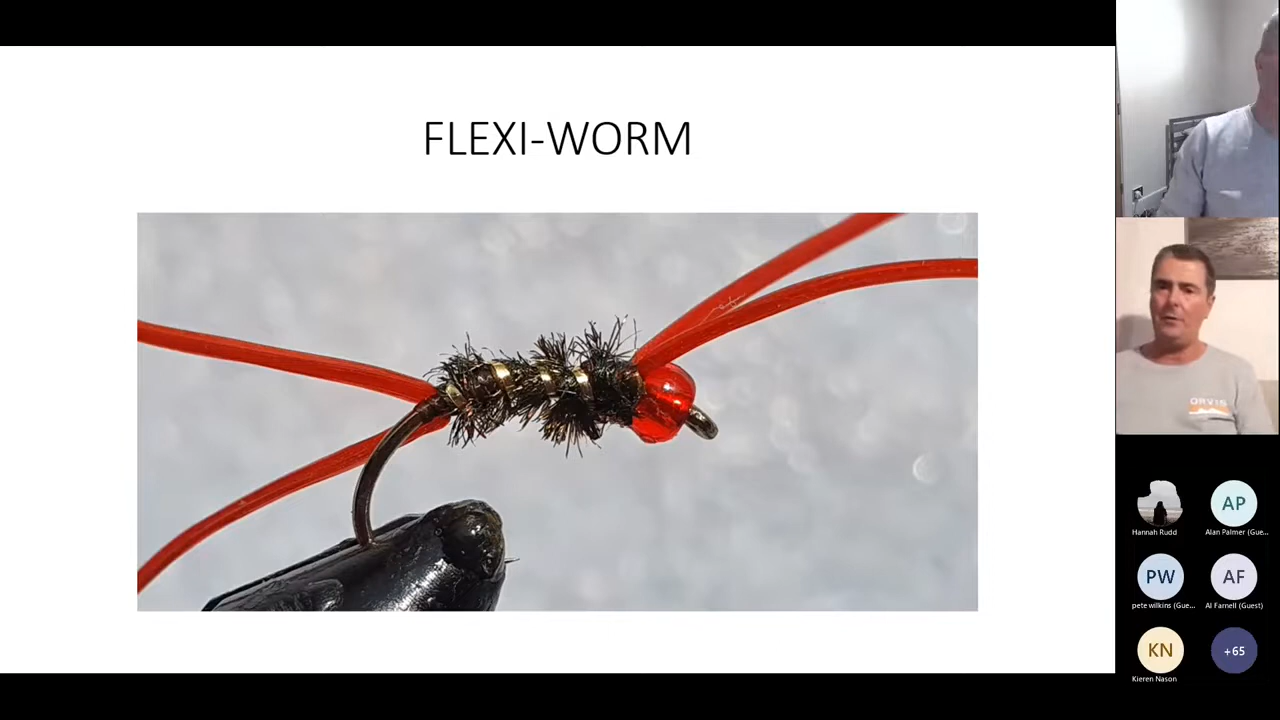 FLEXI-WORM
ORVIS
Hannah Rudd
AP
Alan Palmer (Gue...
PW
pete wilkins (Gue...
AF
Al Farnell (Guest)
KN
Kieren Nason
+65